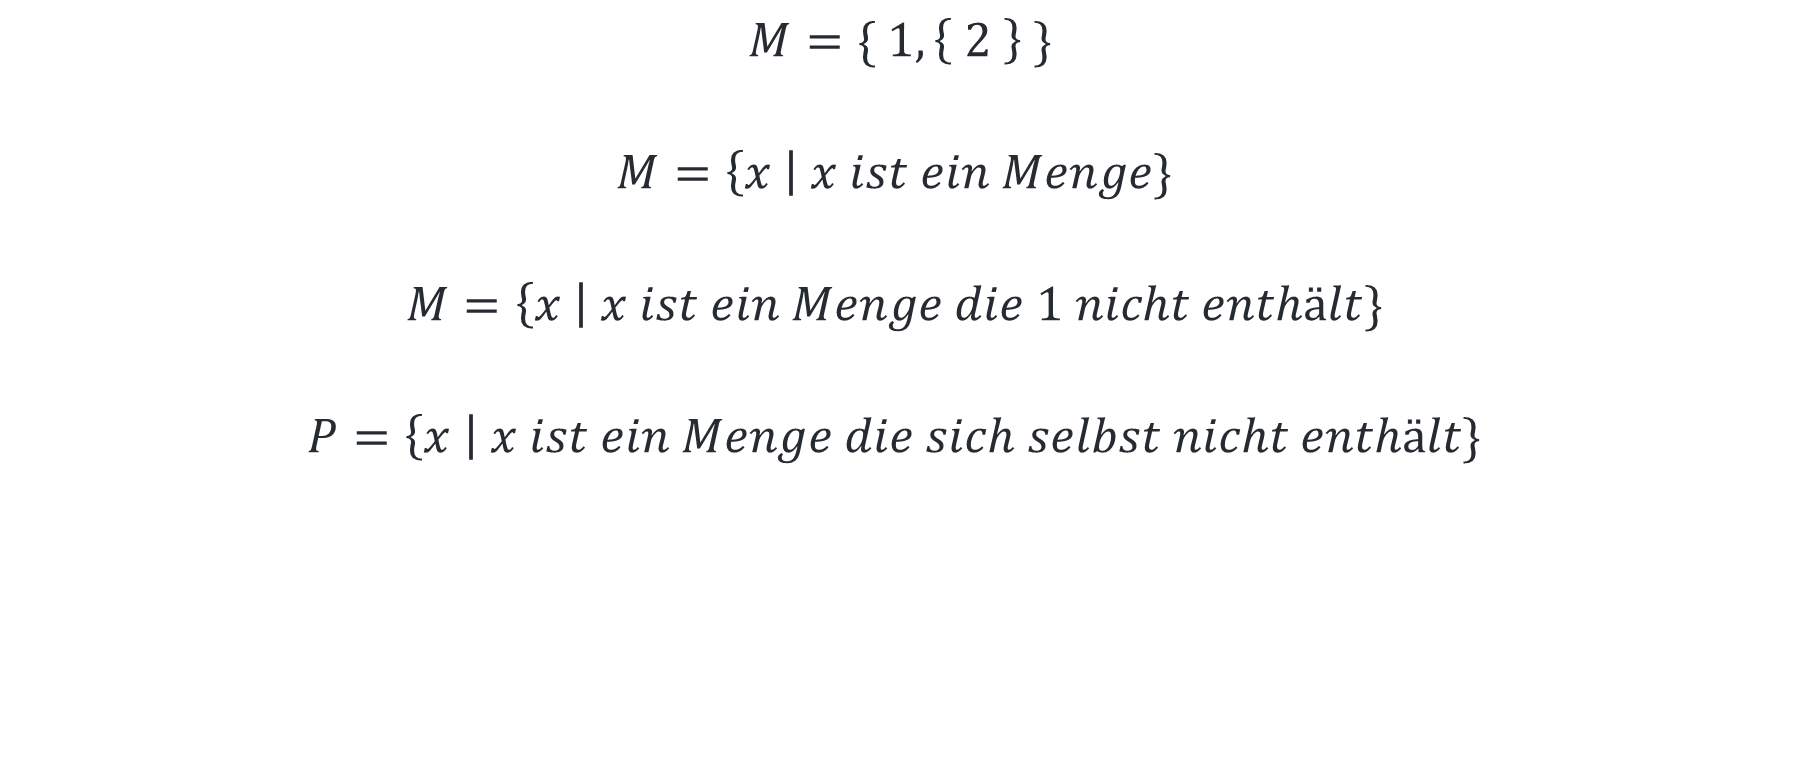 M = { 1,{ 2 } }
M = {x | x ist ein Menge}
M = {x | x ist ein Menge die 1 nicht enthält}
P = {x | x ist ein Menge die sich selbst nicht enthält}